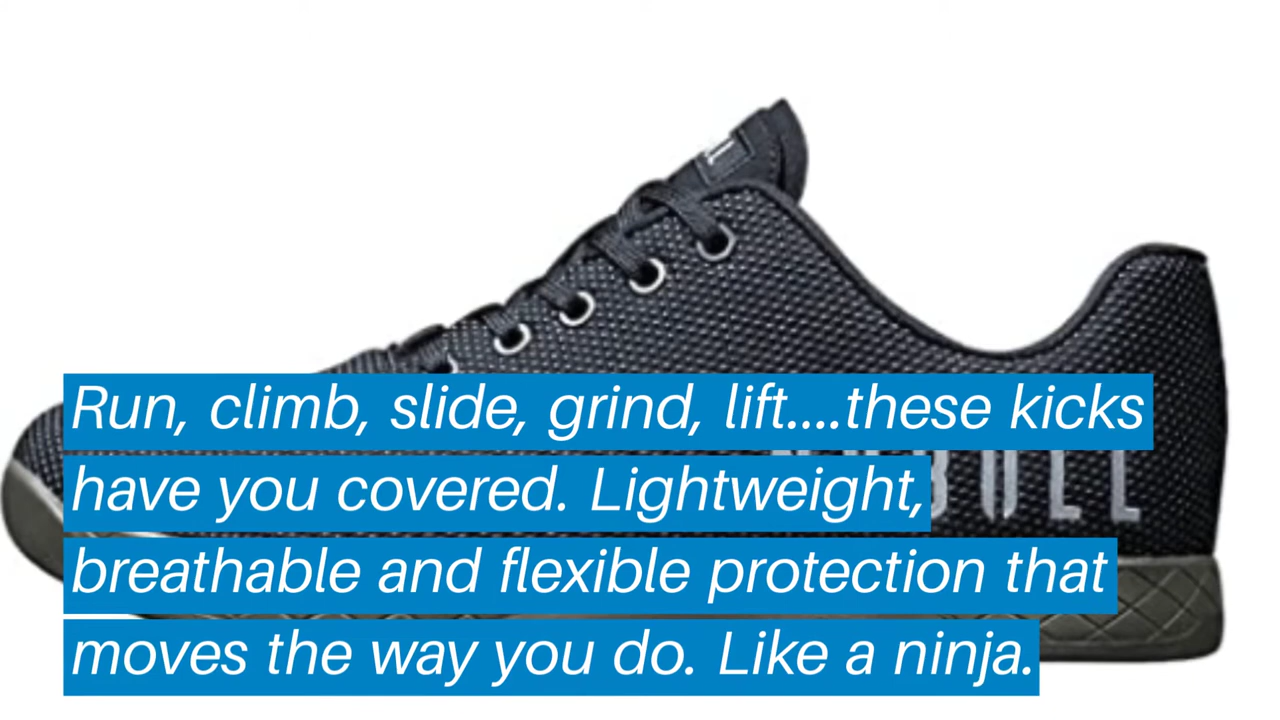 Run, climb, slide, grind, lift....these kicks
have you covered. Lightweight,
breathable and flexible protection that
moves the way you do. Like a ninja.